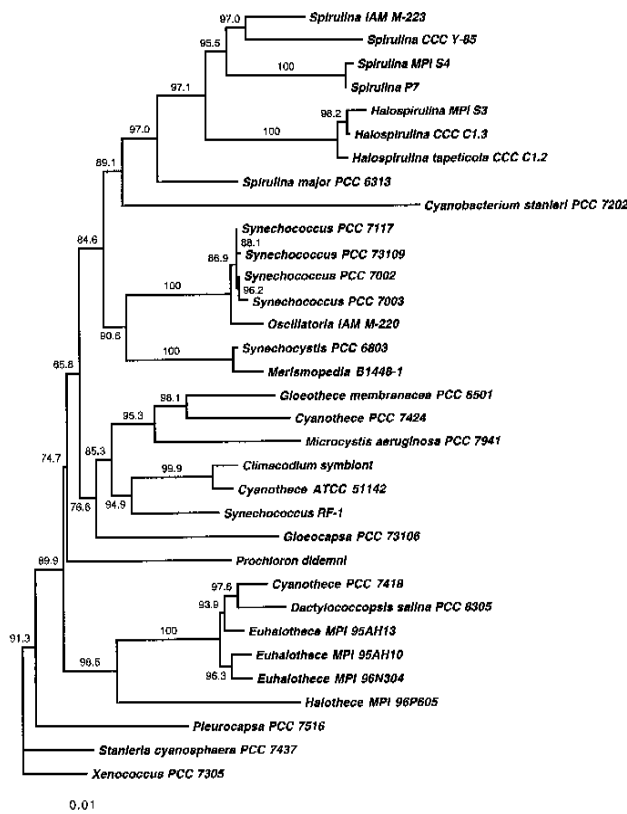 97.0
Spirulina IAM M-223
Spirulina CCC Y-85
95.5
Spirulina MPI S4
100
Spirulina P7
97.1
98.2
Halospirulina MPI S3
100
Halospirulina CCC C1.3
Halospirulina tapeticola CCC C1.2
97.0
Spirulina major PCC 6313
89.1
Cyanobacterium stanieri PCC 7202
84.6
Synechococcus PCC 7117
88.1
Synechococcus PCC 73109
86.9
Synechococcus PCC 7002
96.2
Synechococcus PCC 7003
100
Oscillatoria IAM M-220
90.6
Synechocystis PCC 6803
100
Merismopedia B1448-1
65.8
98.1
Gloeothece membranacea PCC 6501
95.3
Cyanothece PCC 7424
Microcystis aeruginosa PCC 7941
85.3
Climacodium symbiont
99.9
Cyanothece ATCC 51142
94.9
Synechococcus RF-1
76.6
Gloeocapsa PCC 73106
74.7
Prochloron didemni
89.9
97.6
Cyanothece PCC 7418
93.9
Dactylococcopsis salina PCC 8305
100
Euhalothece MPI 95AH13
Euhalothece MPI 95AH10
96.3
Euhalothece MPI 96N304
98.6
Halothece MPI 96P605
91.3
Pleurocapsa PCC 7516
Stanieria cyanosphaera PCC 7437
Xenococcus PCC 7305
0.01